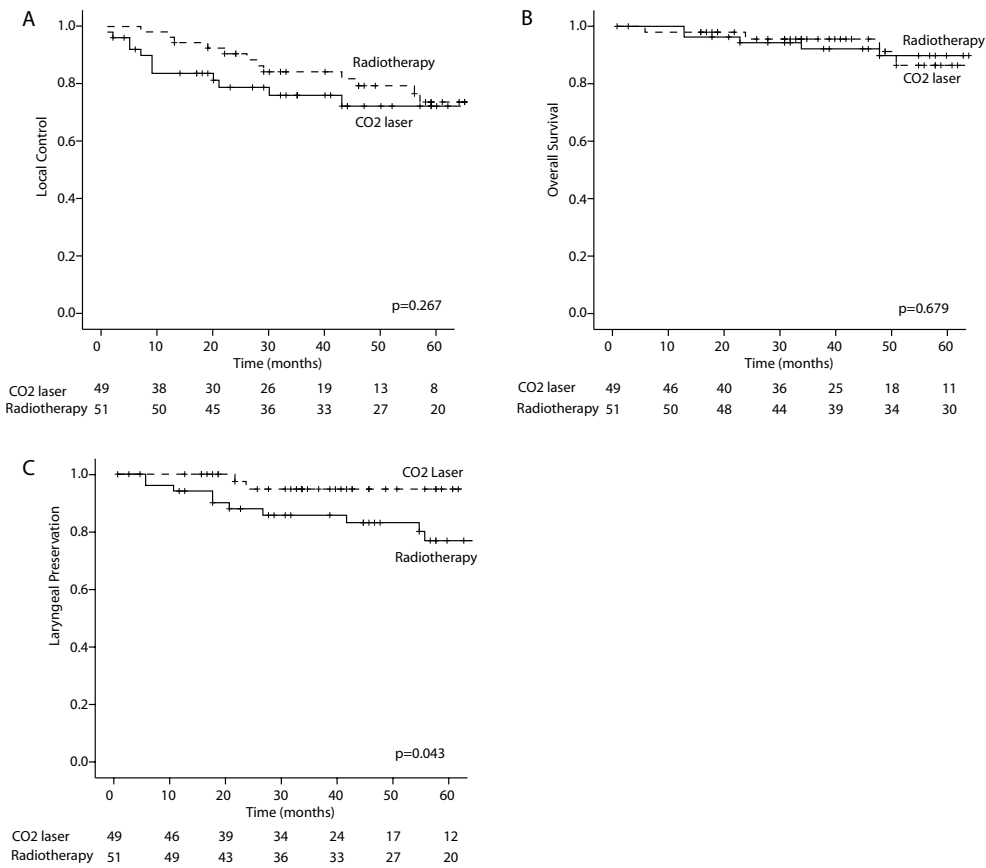 A
1.0
0.8
0.6
0.4
0.2
0.0
Local Control
Radiotherapy
CO2 laser
p=0.267
0 10 20 30 40 50 60
Time (months)
CO2 laser 49 38 30 26 19 13 8
Radiotherapy 51 50 45 36 33 27 20
B
1.0
0.8
0.6
0.4
0.2
0.0
Overall Survival
Radiotherapy
CO2 laser
p=0.679
0 10 20 30 40 50 60
Time (months)
CO2 laser 49 46 40 36 25 18 11
Radiotherapy 51 50 48 44 39 34 30
C
1.0
0.8
0.6
0.4
0.2
0.0
Laryngeal Preservation
CO2 Laser
Radiotherapy
p=0.043
0 10 20 30 40 50 60
Time (months)
CO2 laser 49 46 39 34 24 17 12
Radiotherapy 51 49 43 36 33 27 20